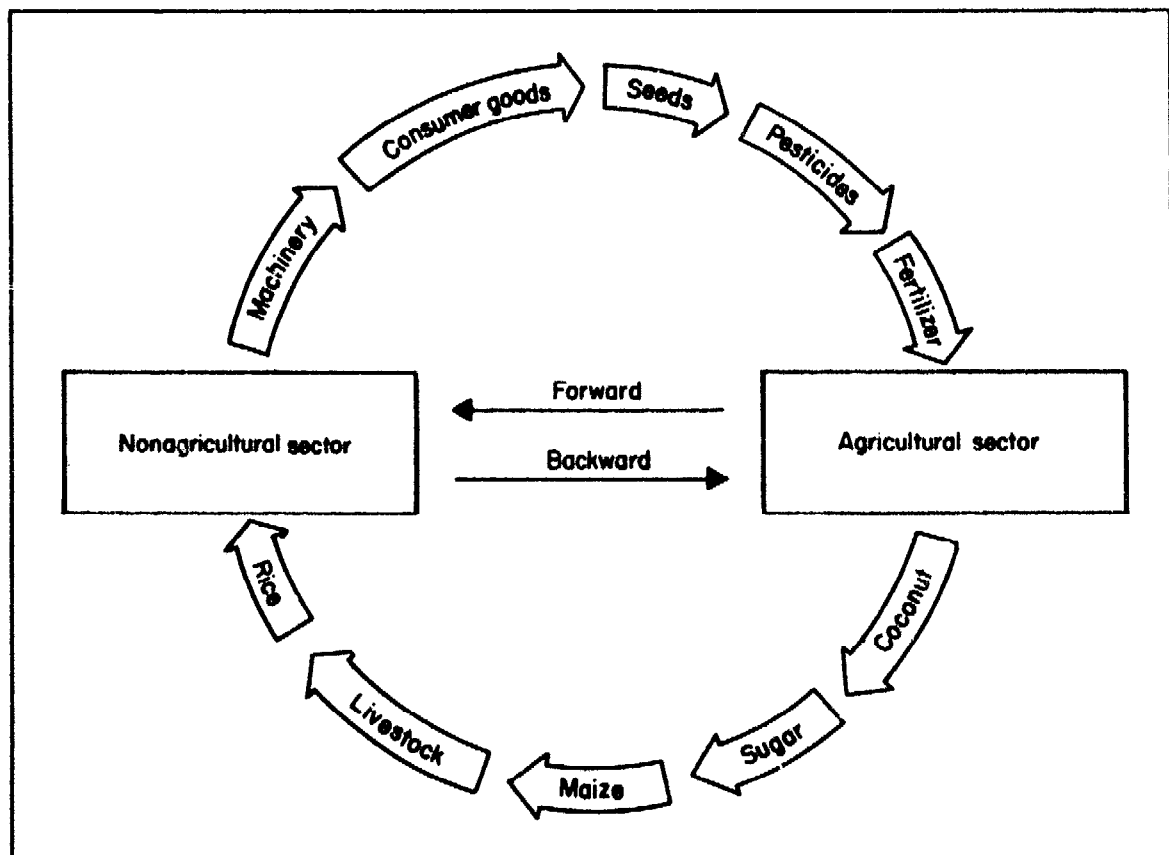 Consumer goods
Seeds
Pesticides
Machinery
Fertilizer
Forward
Nonagricultural sector
Agricultural sector
Backward
Rice
Coconut
Livestock
Sugar
Maize